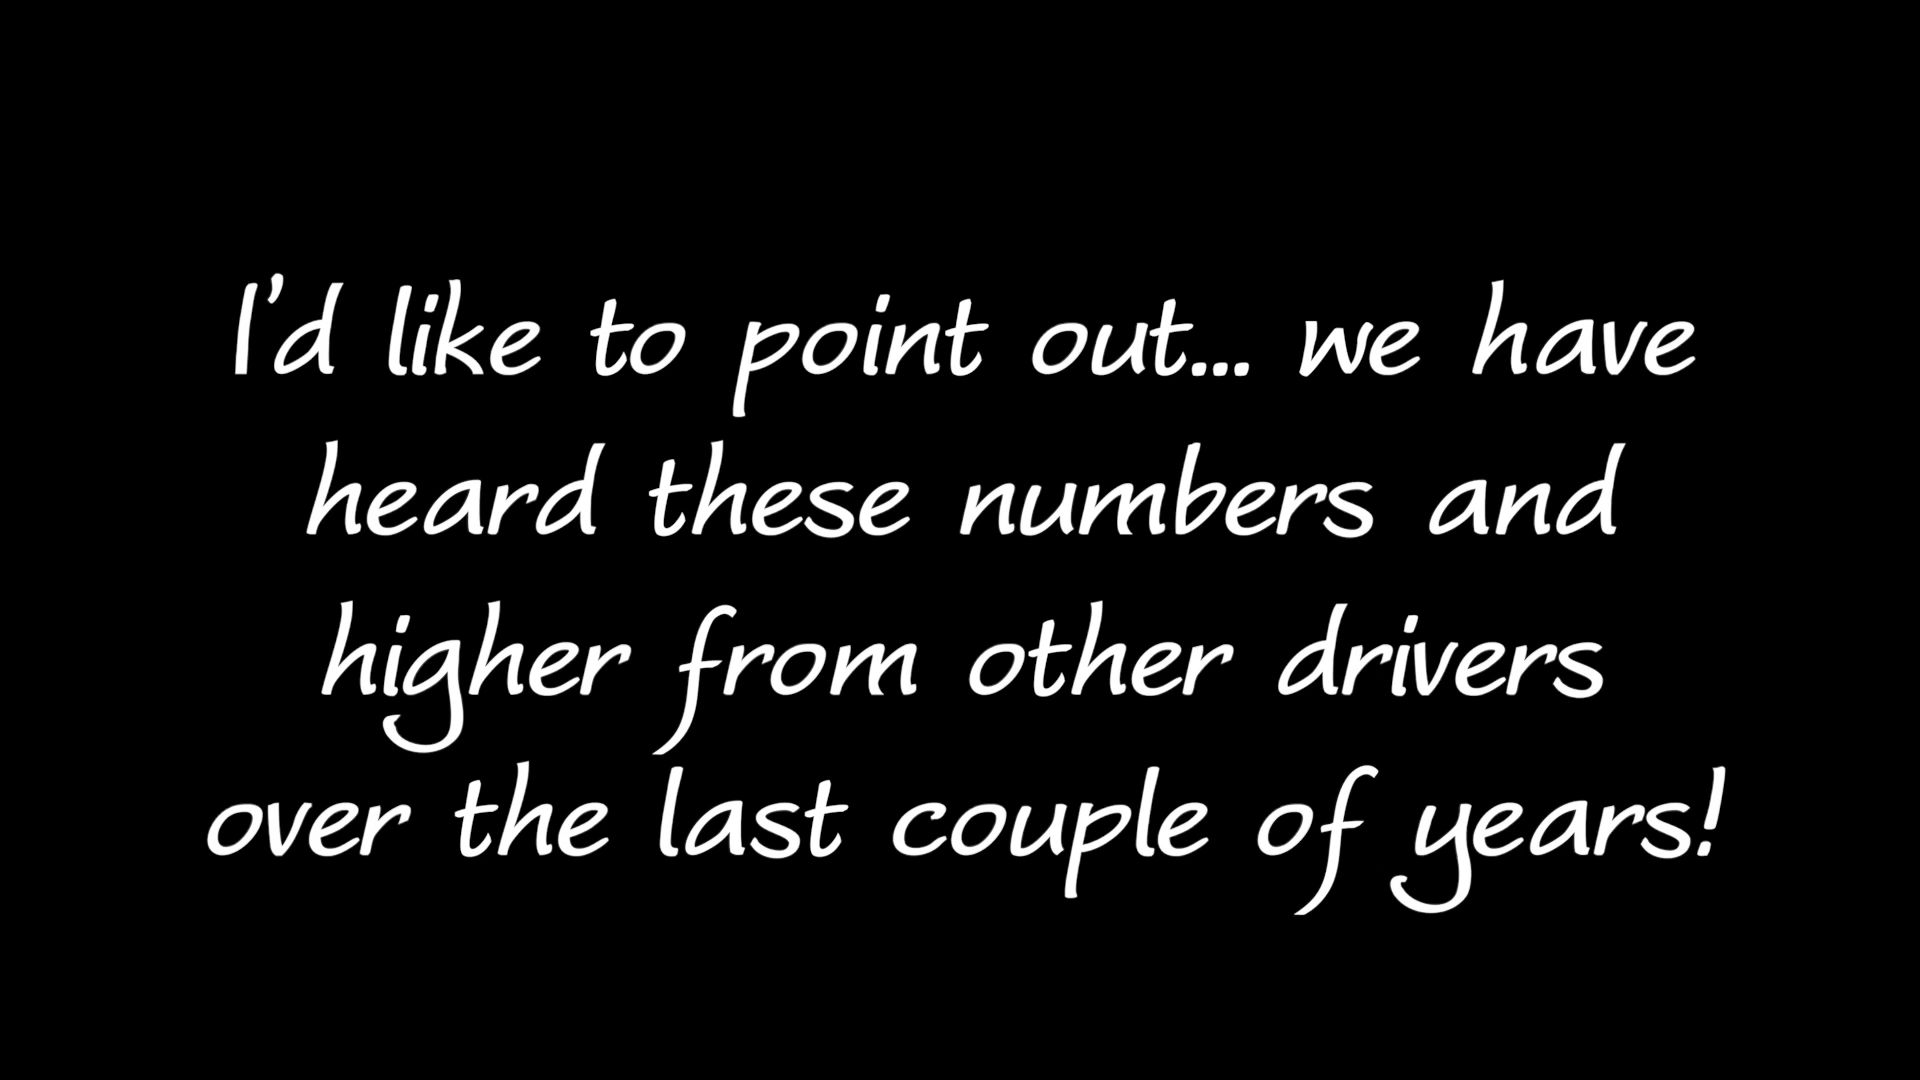 I'd like to point out... we have
heard these numbers and
higher from other drivers
over the last couple of years!